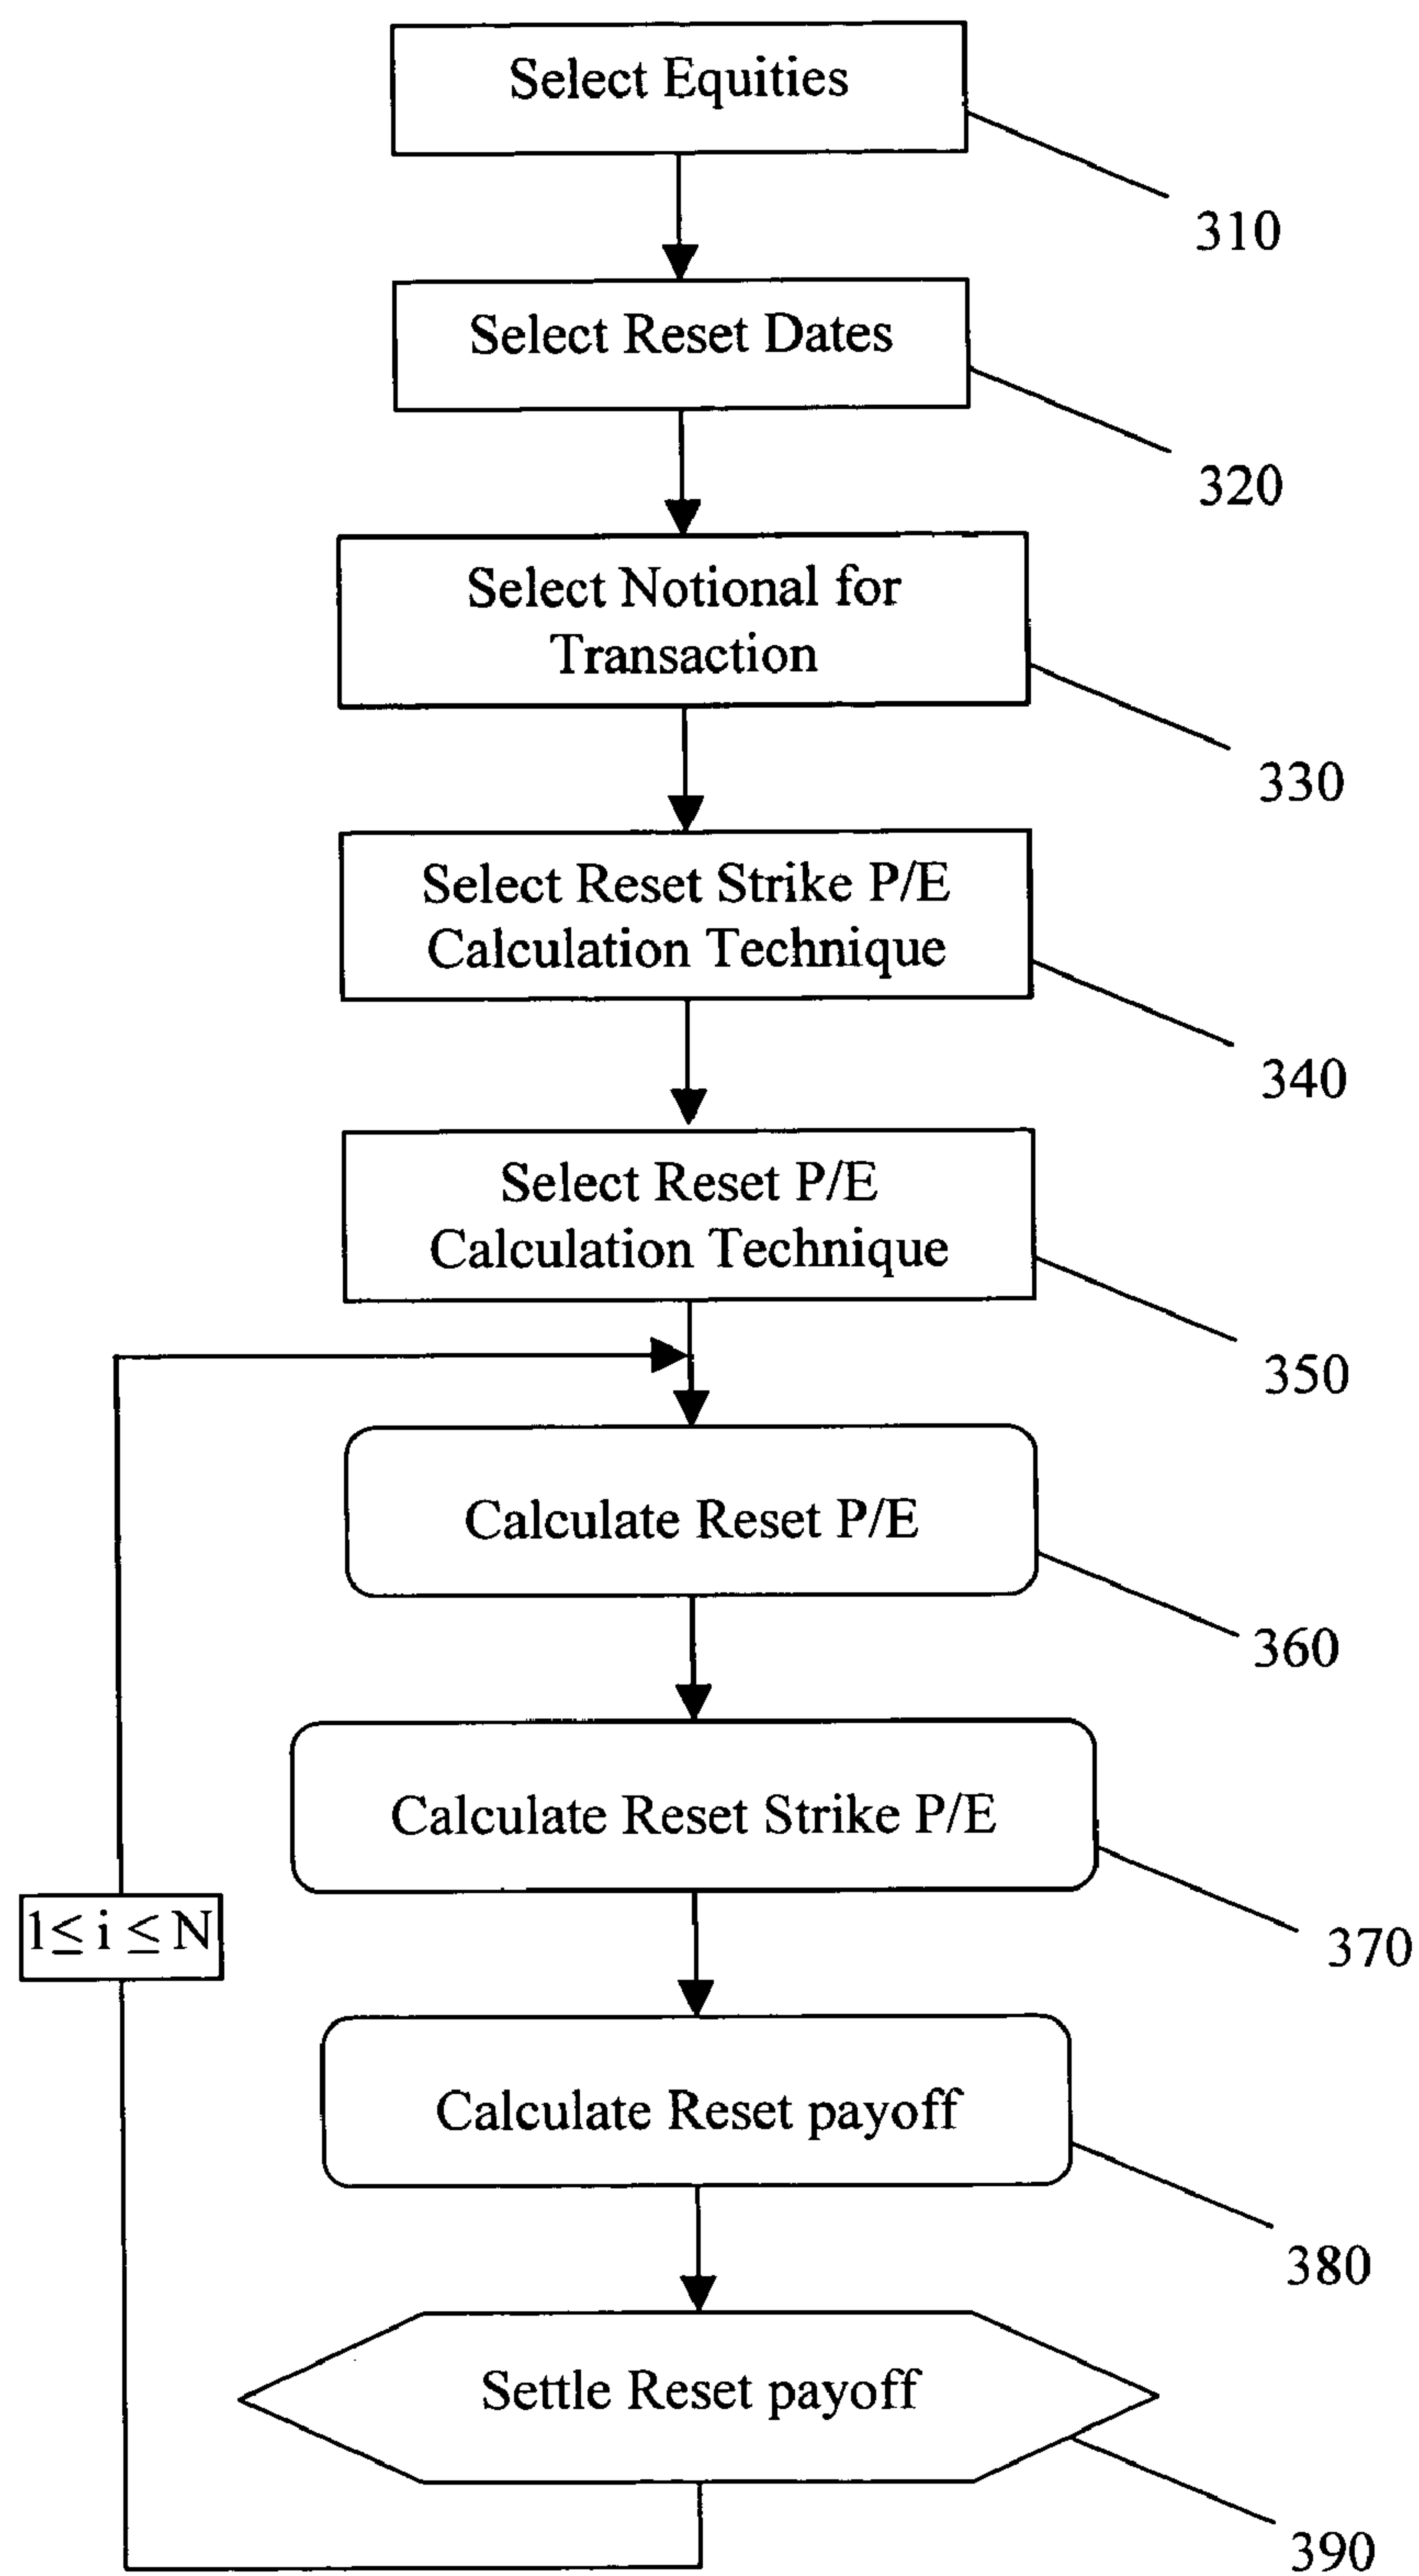 Select Equities
310
Select Reset Dates
320
Select Notional for
Transaction
330
Select Reset Strike P/E
Calculation Technique
340
Select Reset P/E
Calculation Technique
350
Calculate Reset P/E
360
Calculate Reset Strike P/E
370
1≤ i ≤ N
Calculate Reset payoff
380
Settle Reset payoff
390